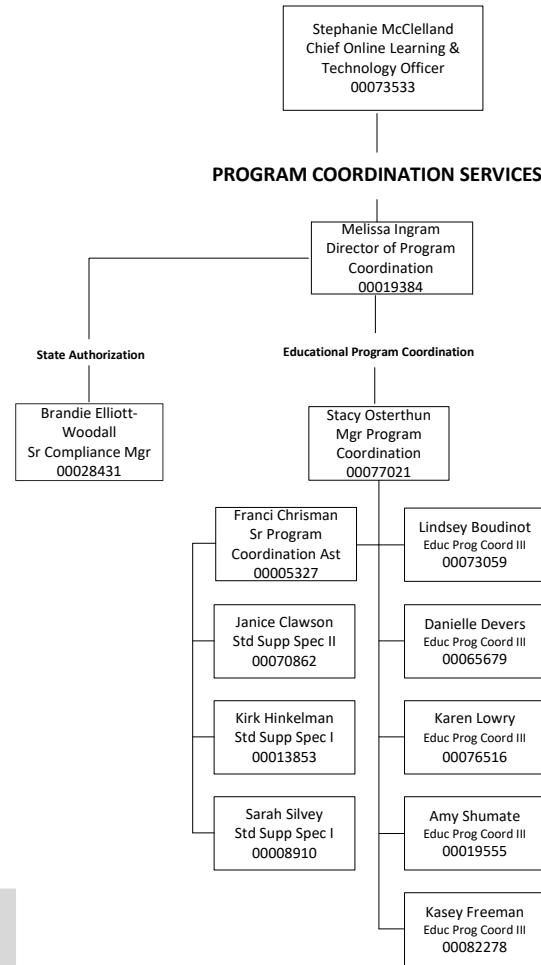 Stephanie McClelland
Chief Online Learning &
Technology Officer
00073533
PROGRAM COORDINATION SERVICES
Melissa Ingram
Director of Program
Coordination
00019384
State Authorization
Educational Program Coordination
Brandie Elliott-
Woodall
Sr Compliance Mgr
00028431
Stacy Osterthun
Mgr Program
Coordination
00077021
Franci Chrisman
Sr Program
Coordination Ast
00005327
Lindsey Boudinot
Educ Prog Coord III
00073059
Janice Clawson
Std Supp Spec II
00070862
Danielle Devers
Educ Prog Coord III
00065679
Kirk Hinkelman
Std Supp Spec I
00013853
Karen Lowry
Educ Prog Coord III
00076516
Sarah Silvey
Std Supp Spec I
00008910
Amy Shumate
Educ Prog Coord III
00019555
Kasey Freeman
Educ Prog Coord III
00082278